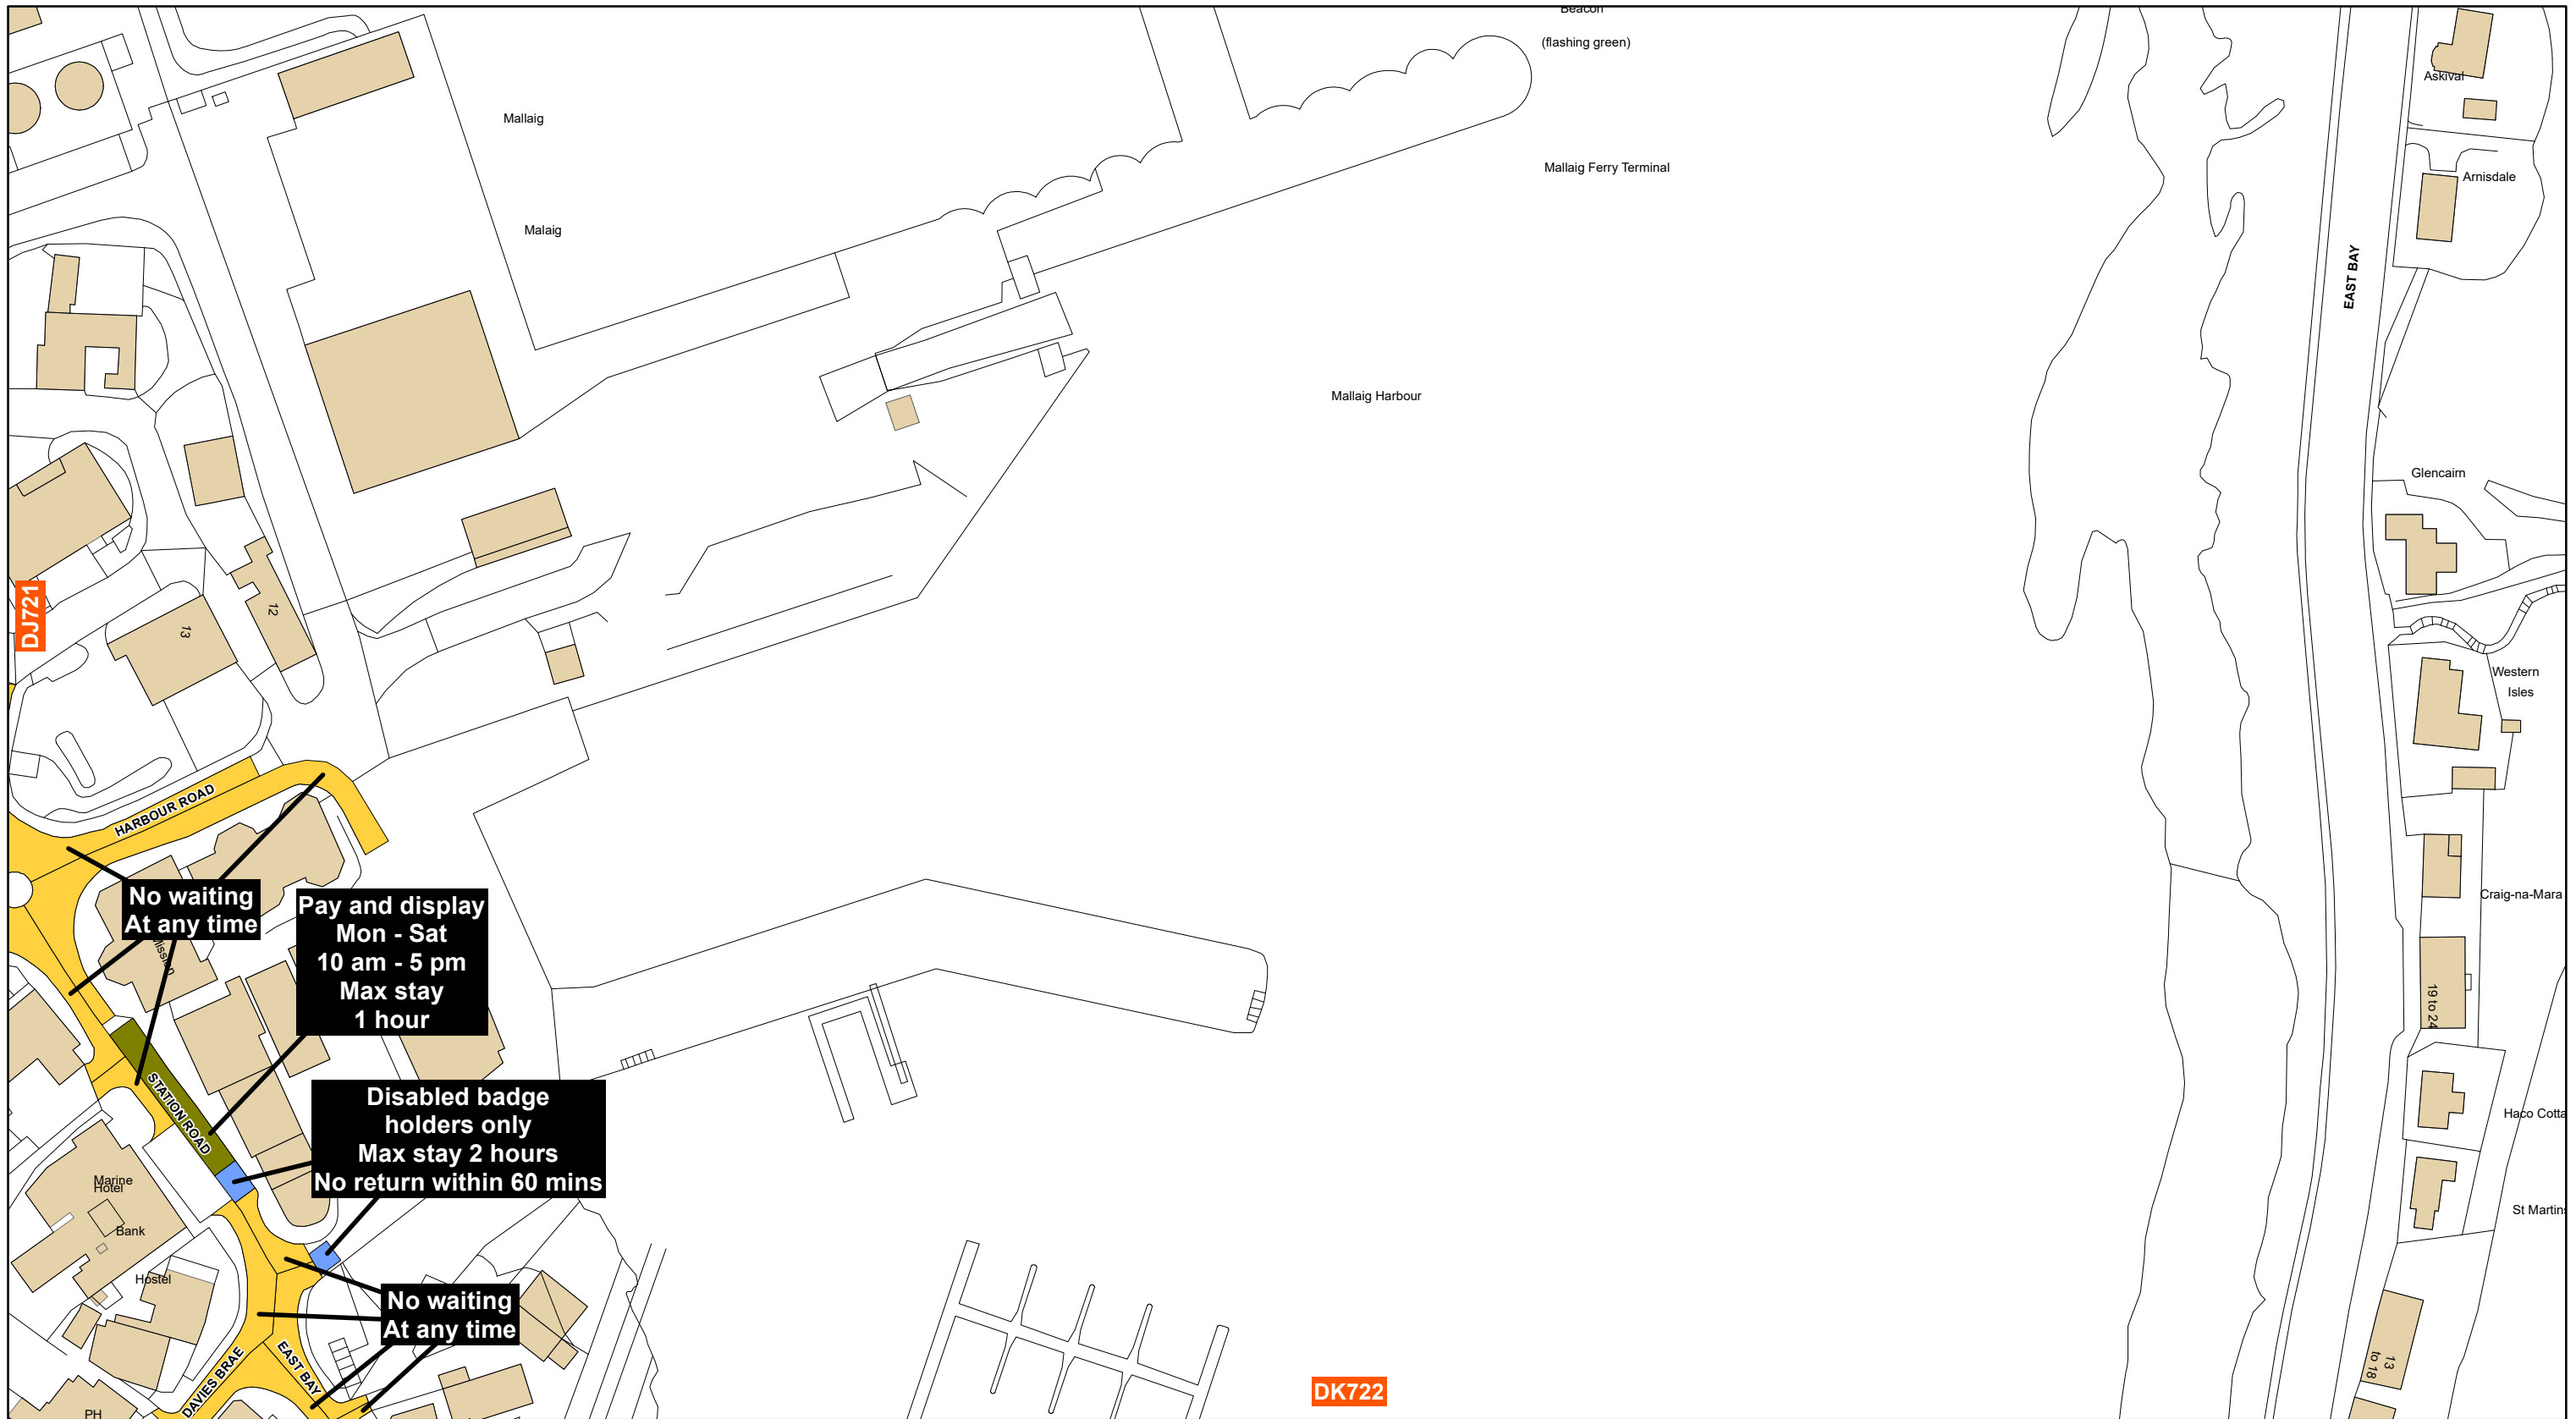 Beacon
(flashing green)
Askival
Mallaig
Mallaig Ferry Terminal
Arnisdale
Malaig
EAST BAY
Mallaig Harbour
Glencairn
DJ721
12
13
Western
Isles
HARBOUR ROAD
No waiting
At any time
Mission
Pay and display
Mon - Sat
10 am - 5 pm
Max stay
1 hour
Craig-na-Mara
19 to 24
STATION ROAD
Disabled badge
holders only
Max stay 2 hours
No return within 60 mins
Haco Cotta
Marine
Hotel
Bank
St Martins
Hostel
No waiting
At any time
EAST BAY
DAVIES BRAE
13
to 18
DK722
PH